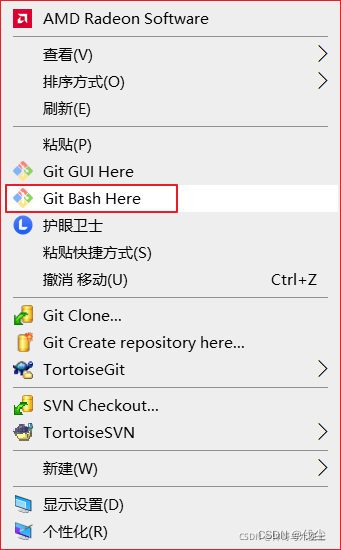 AMD Radeon Software
查看(V)
排序方式(O)
刷新(E)
粘贴(P)
Git GUI Here
Git Bash Here
护眼卫士
粘贴快捷方式(S)
撤消 移动(U) Ctrl+Z
Git Clone...
Git Create repository here...
TortoiseGit
SVN Checkout...
TortoiseSVN
新建(W)
显示设置(D)
个性化(R)